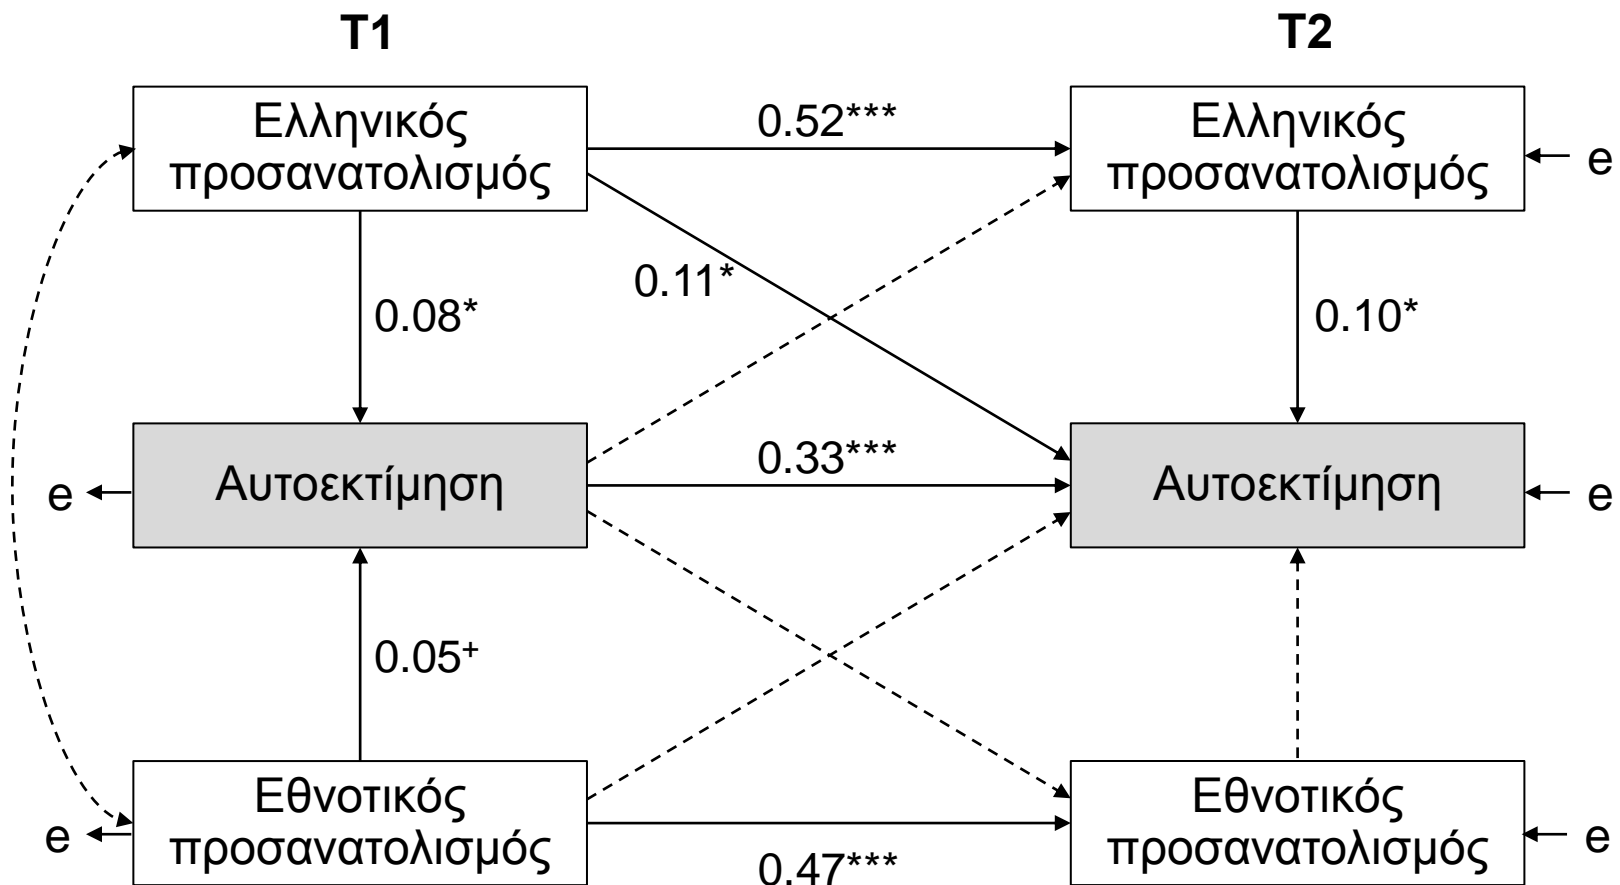 T1
T2
Ελληνικός
προσανατολισμός
0.52***
Ελληνικός
προσανατολισμός
e
0.11*
0.08*
0.10*
e
Αυτοεκτίμηση
0.33***
Αυτοεκτίμηση
e
0.05+
e
Εθνοτικός
προσανατολισμός
0.47***
Εθνοτικός
προσανατολισμός
e